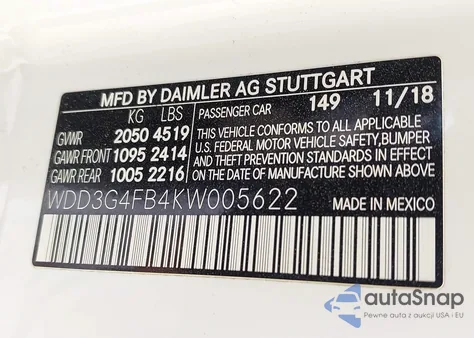 MFD BY DAIMLER AG STUTTGART
KG LBS PASSENGER CAR 149 11/18
GVWR 2050 4519 THIS VEHICLE CONFORMS TO ALL APPLICABLE
GAWR FRONT 1095 2414 U.S. FEDERAL MOTOR VEHICLE SAFETY, BUMPER
GAWR REAR 1005 2216 AND THEFT PREVENTION STANDARDS IN EFFECT
ON THE DATE OF MANUFACTURE SHOWN ABOVE.
WDD3G4FB4KW005622 MADE IN MEXICO
autaSnap
Pewne auta z aukcji USA i EU